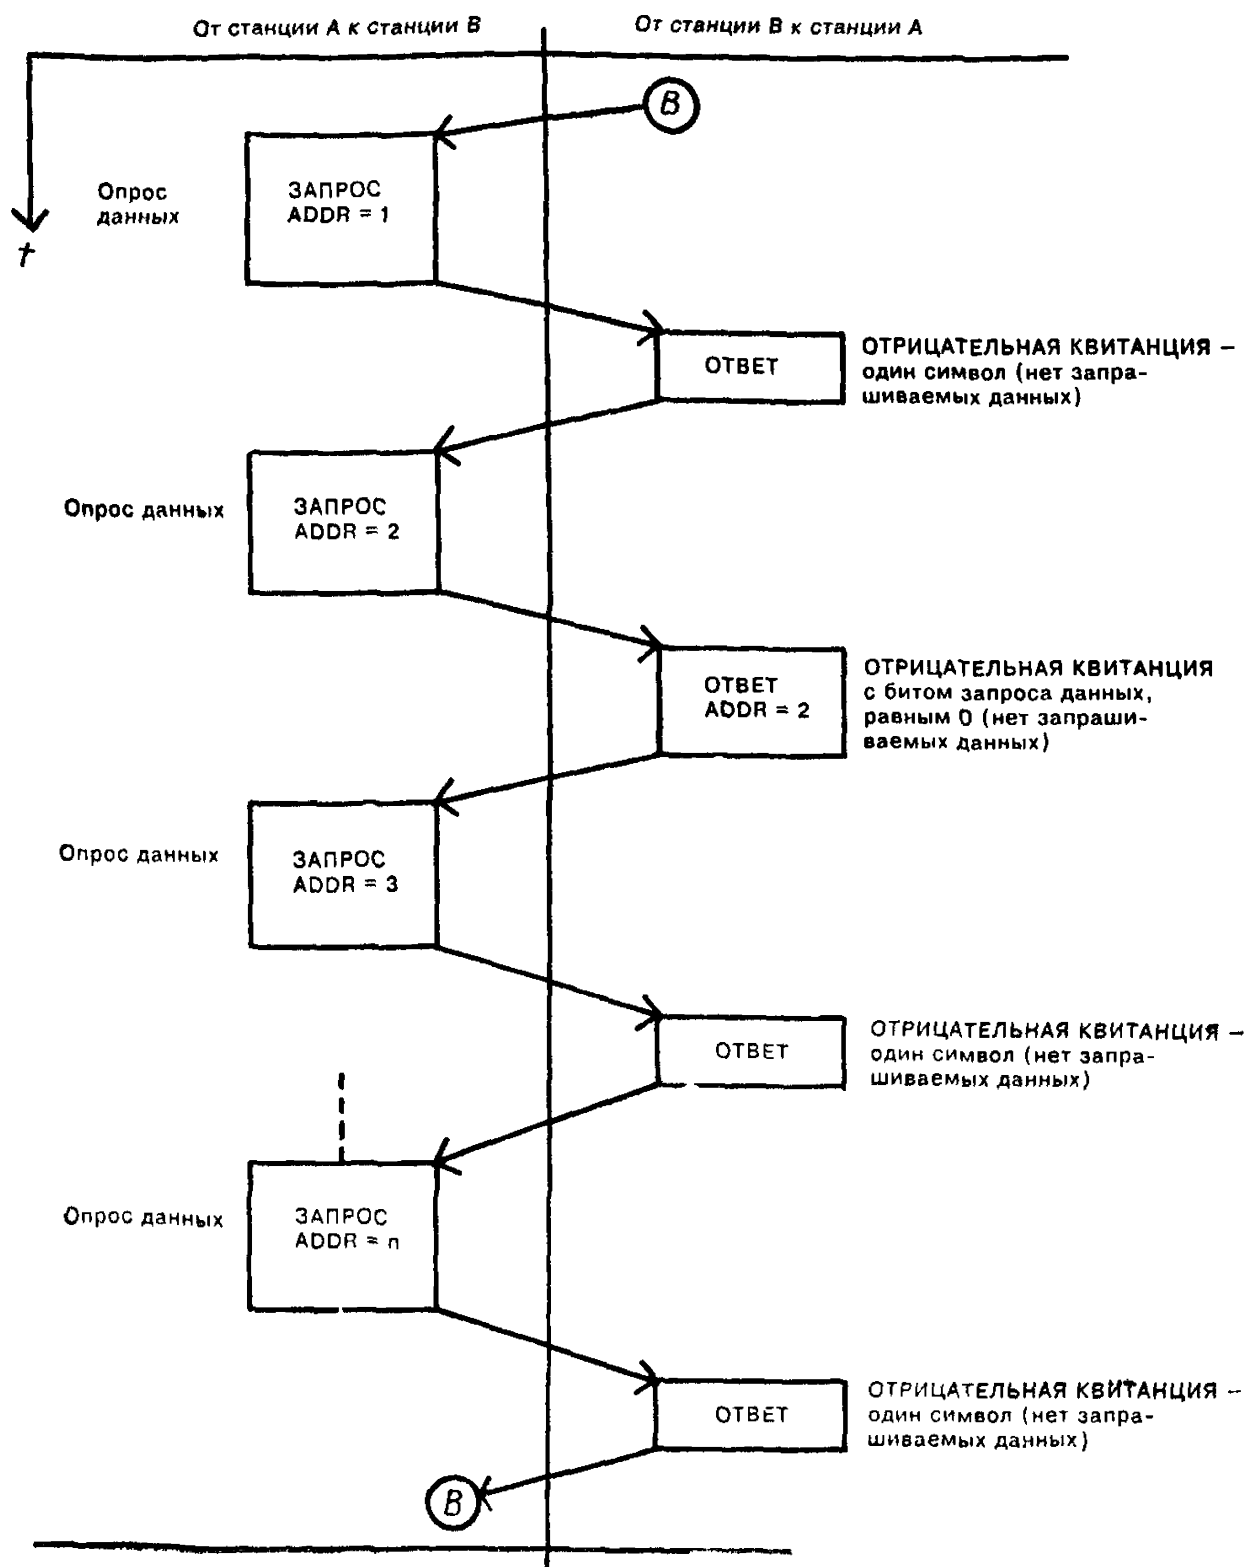 От станции А к станции В
От станции В к станции А
B
Опрос
данных
ЗАПРОС
ADDR = 1
t
ОТВЕТ
ОТРИЦАТЕЛЬНАЯ КВИТАНЦИЯ –
один символ (нет запра-
шиваемых данных)
Опрос данных
ЗАПРОС
ADDR = 2
ОТВЕТ
ADDR = 2
ОТРИЦАТЕЛЬНАЯ КВИТАНЦИЯ
с битом запроса данных,
равным 0 (нет запраши-
ваемых данных)
Опрос данных
ЗАПРОС
ADDR = 3
ОТВЕТ
ОТРИЦАТЕЛЬНАЯ КВИТАНЦИЯ –
один символ (нет запра-
шиваемых данных)
Опрос данных
ЗАПРОС
ADDR = n
ОТВЕТ
ОТРИЦАТЕЛЬНАЯ КВИТАНЦИЯ –
один символ (нет запра-
шиваемых данных)
B